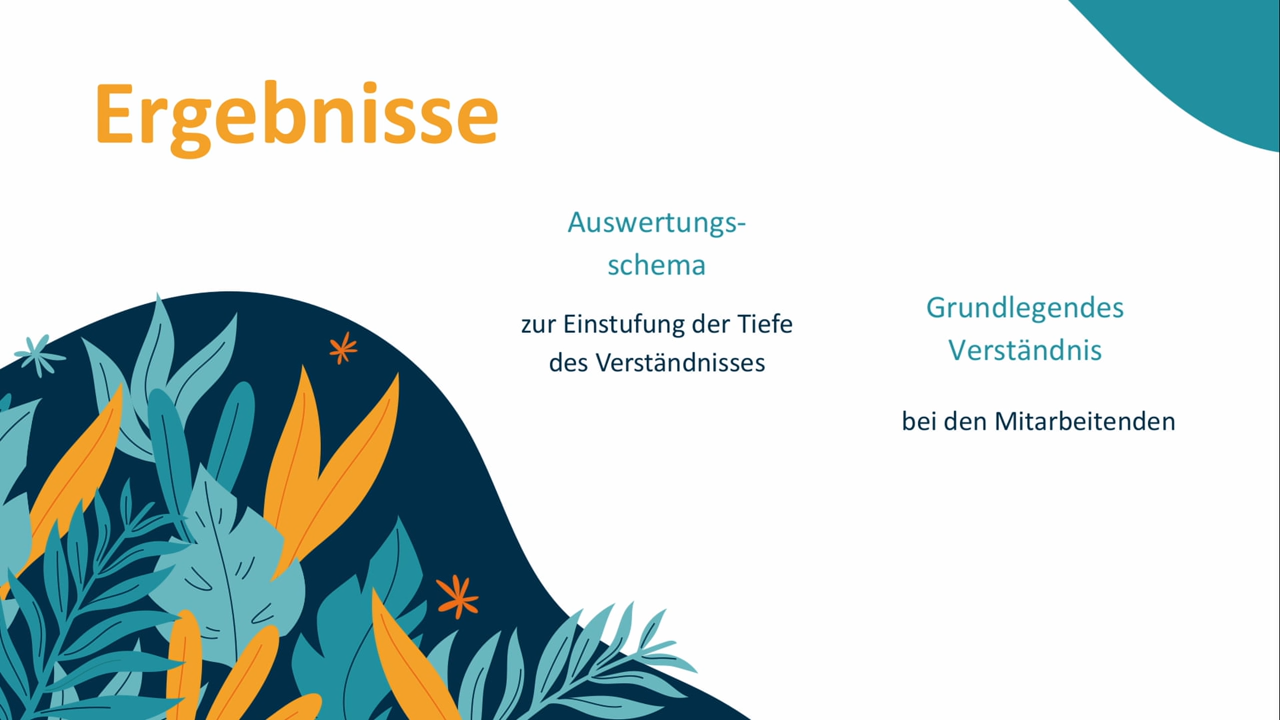 Ergebnisse
Auswertungs-
schema
zur Einstufung der Tiefe
des Verständnisses
Grundlegendes
Verständnis
bei den Mitarbeitenden